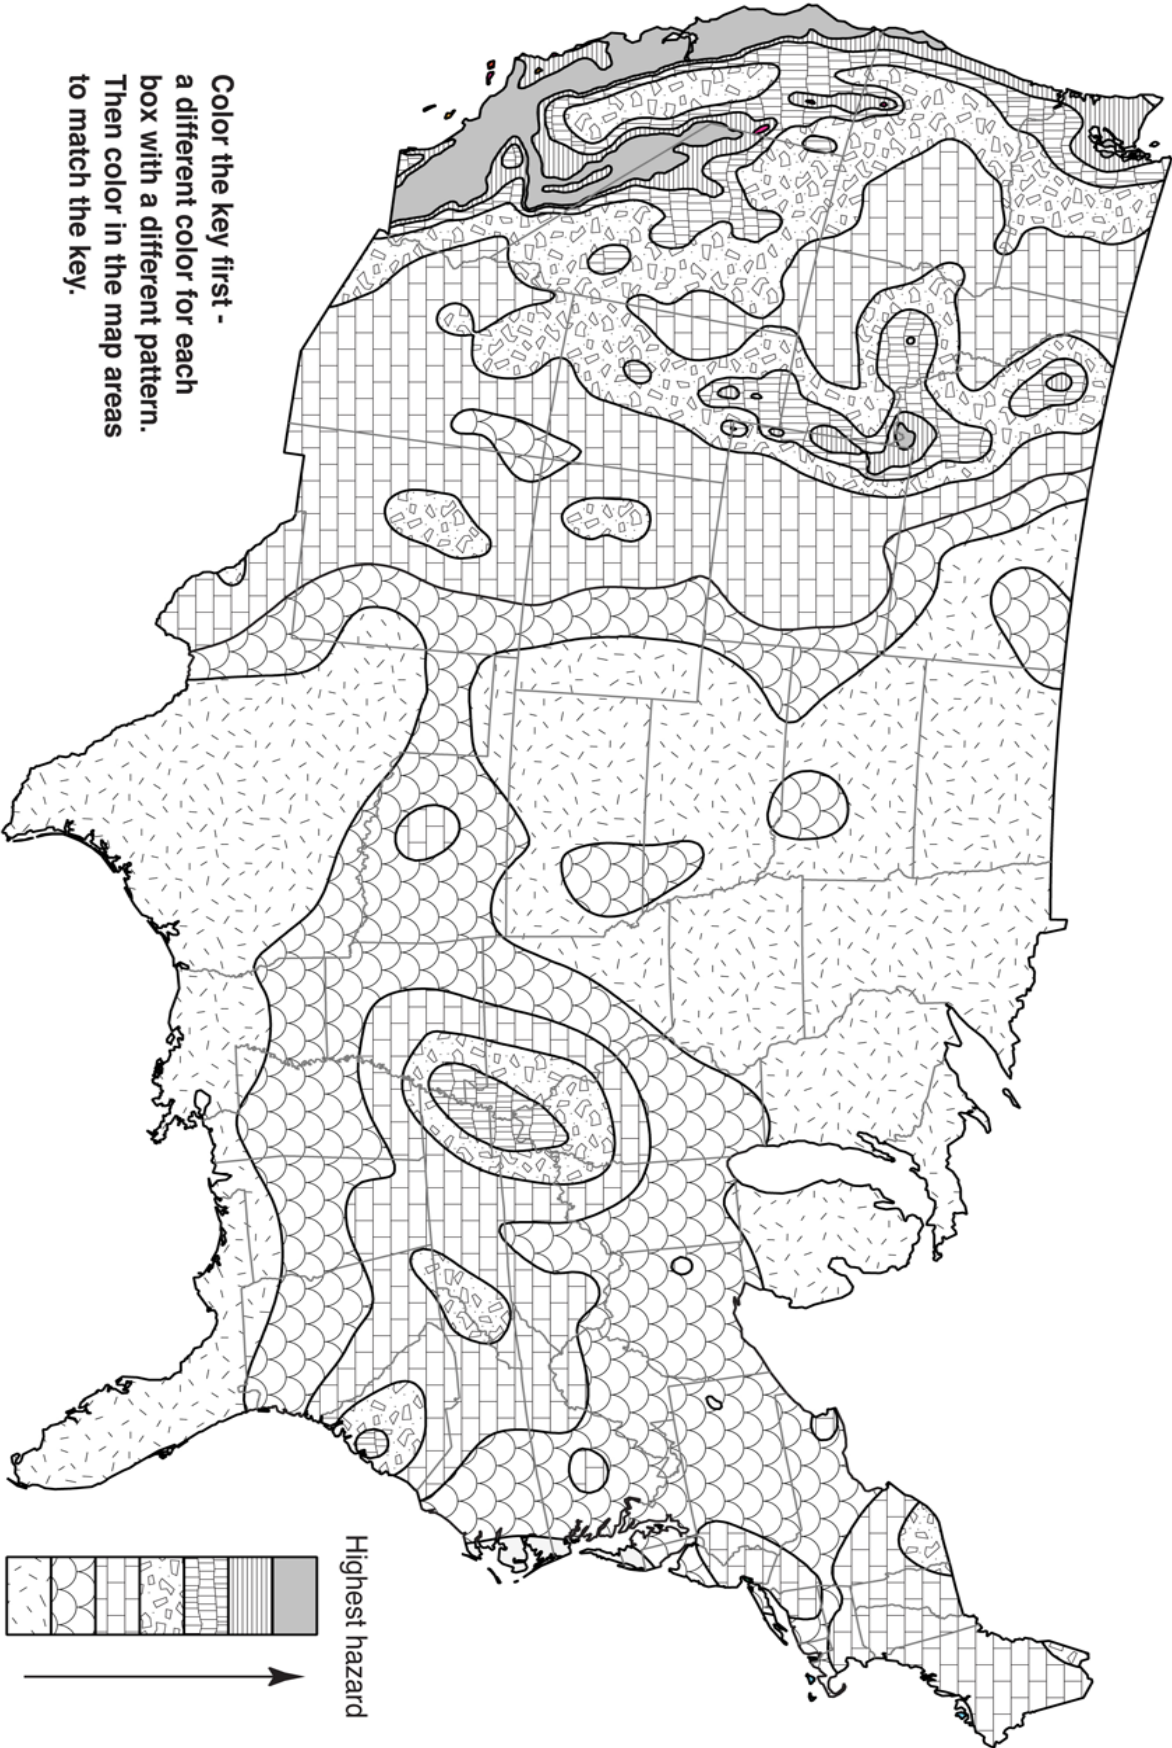 Color the key first -
a different color for each
box with a different pattern.
Then color in the map areas
to match the key.
Highest hazard